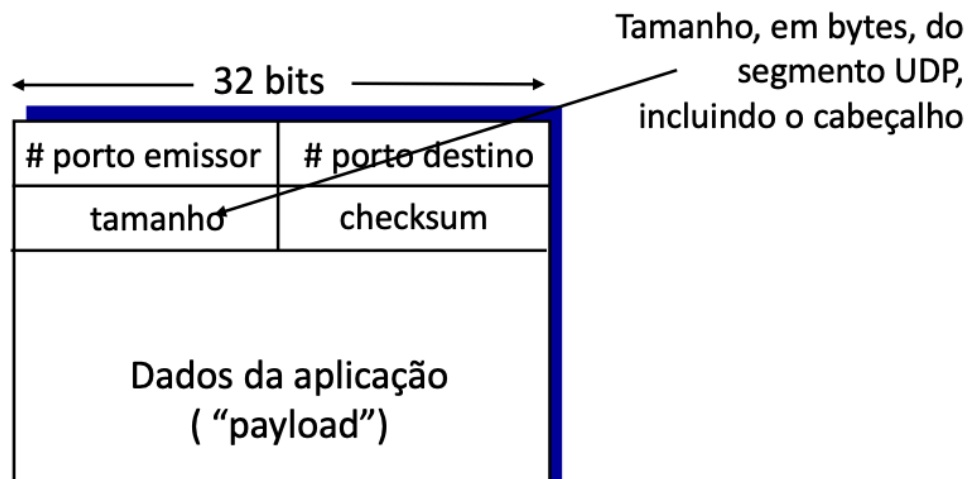 Tamanho, em bytes, do
segmento UDP,
incluindo o cabeçalho
32 bits
# porto emissor
# porto destino
tamanho
checksum
Dados da aplicação
( “payload”)